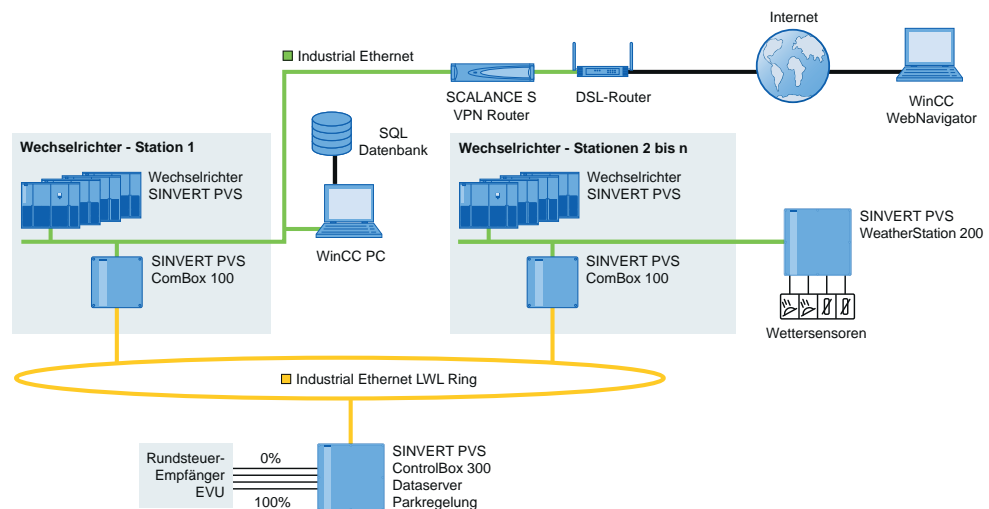 Internet
Industrial Ethernet
SCALANCE S
VPN Router
DSL-Router
WinCC
WebNavigator
SQL
Datenbank
Wechselrichter - Station 1
Wechselrichter
SINVERT PVS
WinCC PC
SINVERT PVS
ComBox 100
Wechselrichter - Stationen 2 bis n
Wechselrichter
SINVERT PVS
SINVERT PVS
ComBox 100
SINVERT PVS
WeatherStation 200
Wettersensoren
Industrial Ethernet LWL Ring
Rundsteuer-
Empfänger
EVU
0%
100%
SINVERT PVS
ControlBox 300
Dataserver
Parkregelung